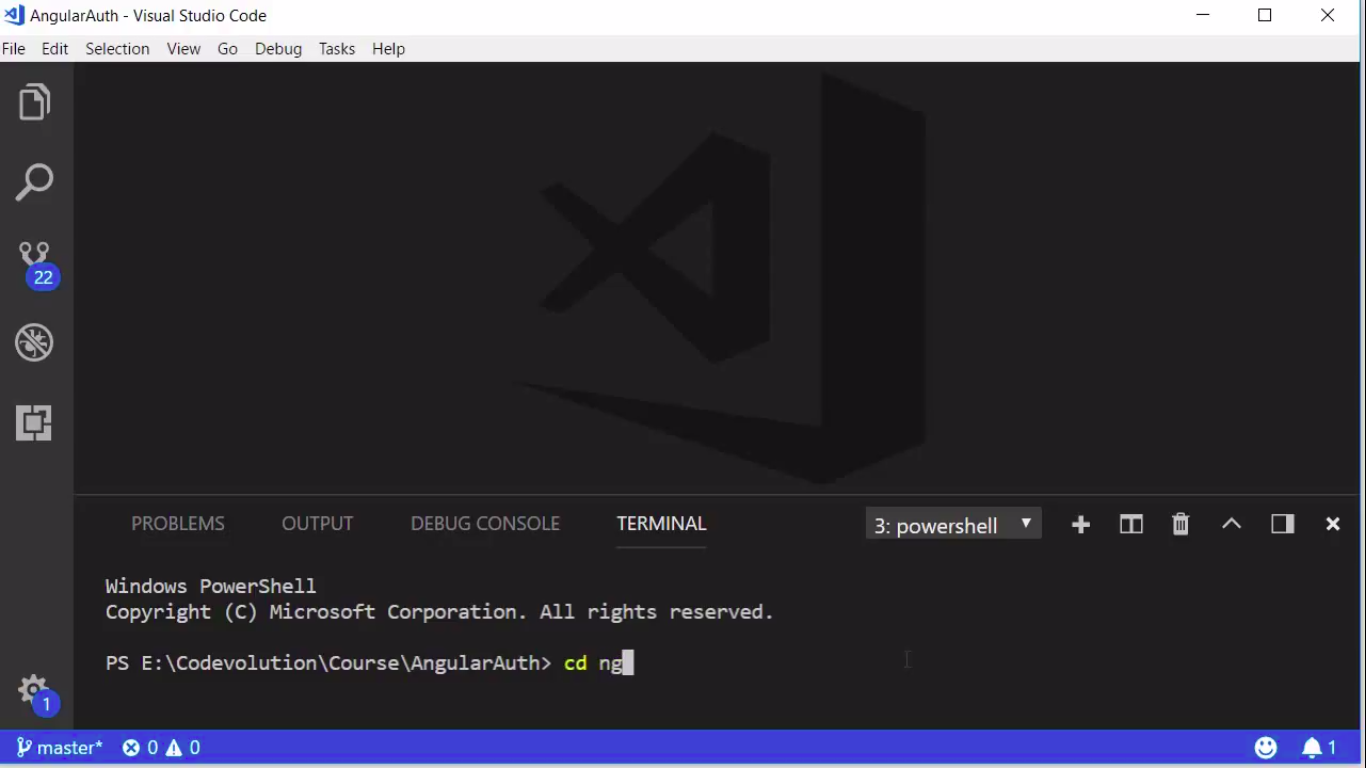 AngularAuth - Visual Studio Code
File Edit Selection View Go Debug Tasks Help
22
PROBLEMS OUTPUT DEBUG CONSOLE TERMINAL 3: powershell
Windows PowerShell
Copyright (C) Microsoft Corporation. All rights reserved.
PS E:\Codevolution\Course\AngularAuth> cd ng
1
master* 0 0 1